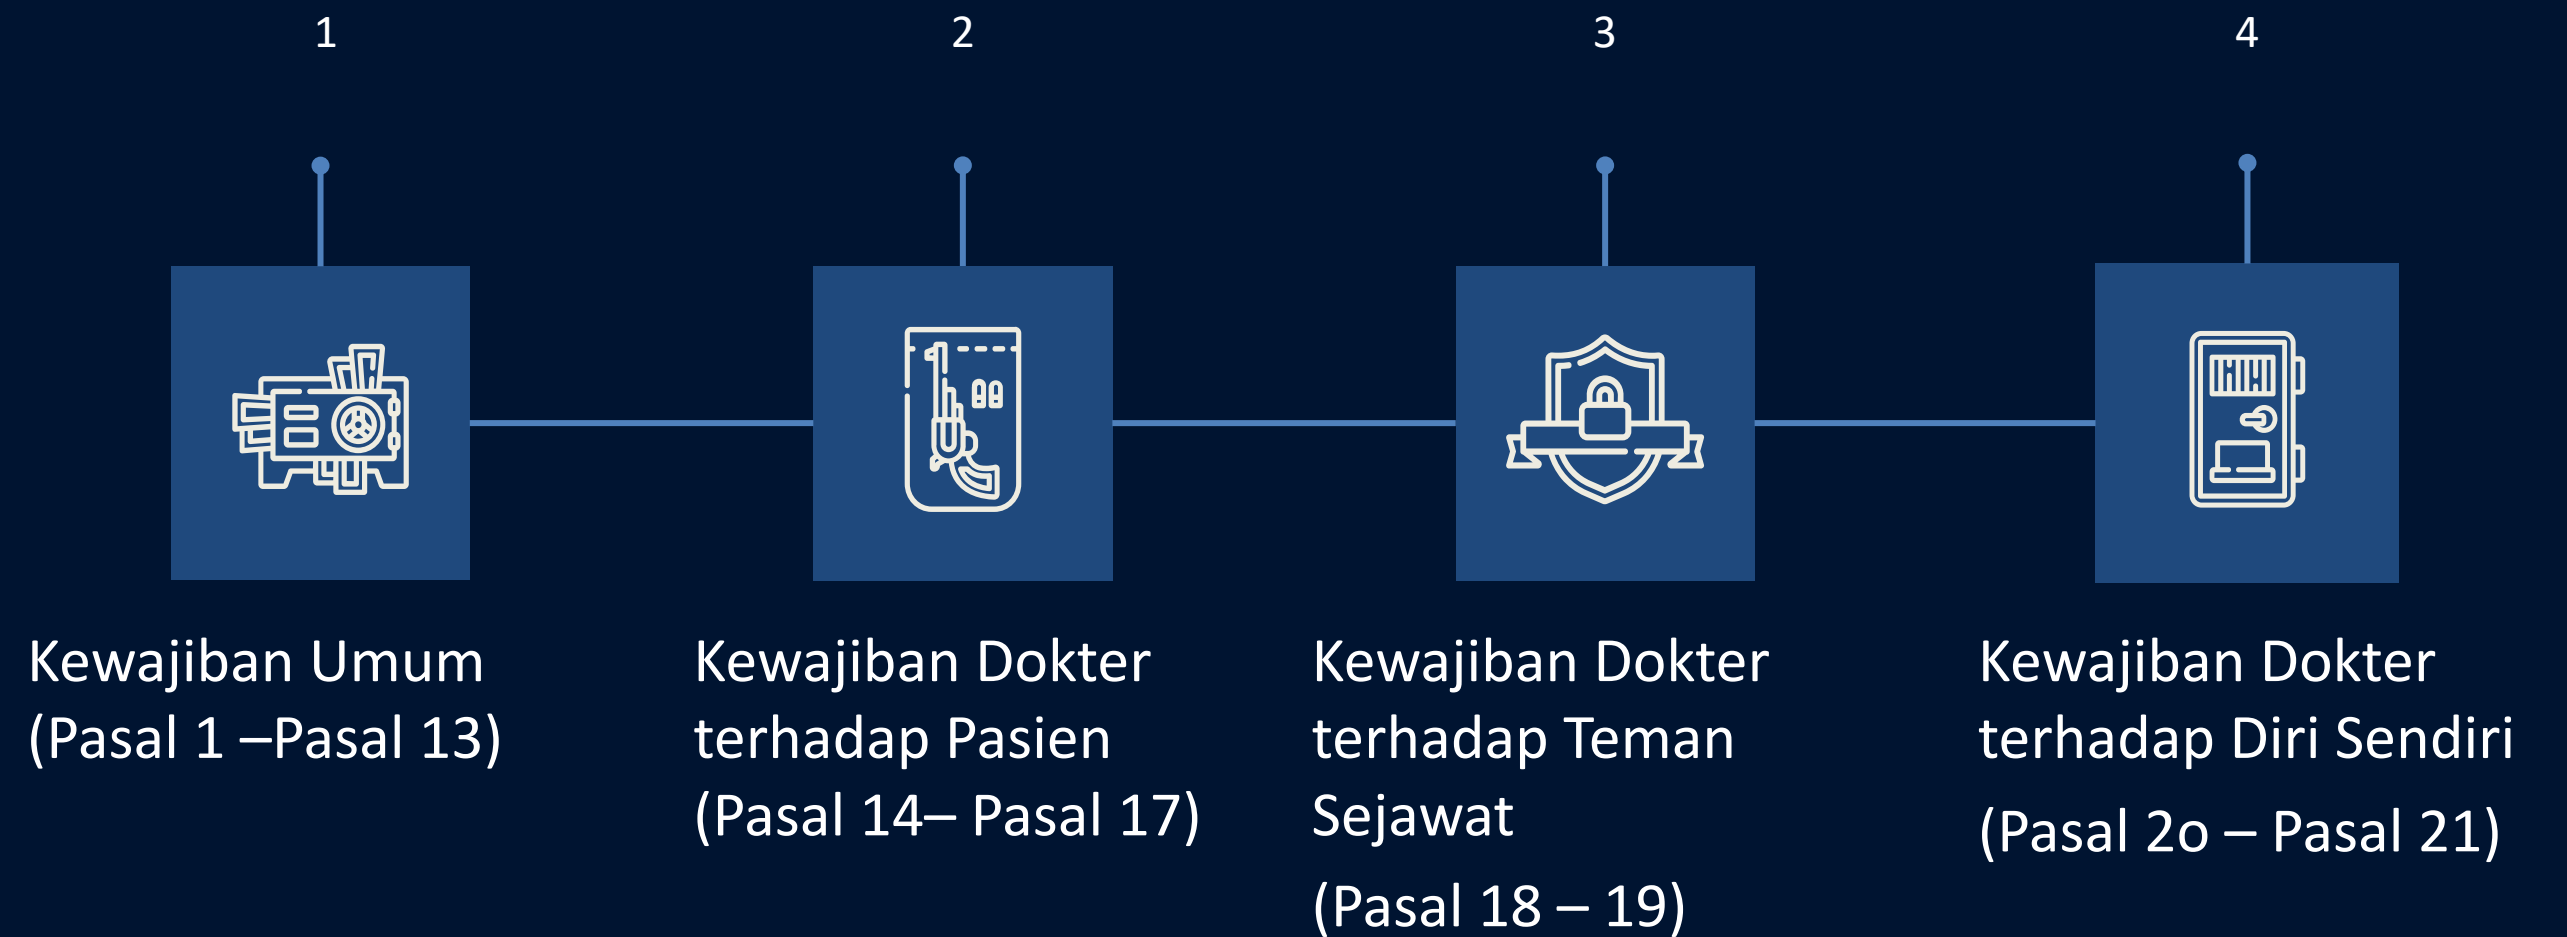 1
2
3
4
Kewajiban Umum
(Pasal 1 –Pasal 13)
Kewajiban Dokter
terhadap Pasien
(Pasal 14– Pasal 17)
Kewajiban Dokter
terhadap Teman
Sejawat
(Pasal 18 – 19)
Kewajiban Dokter
terhadap Diri Sendiri
(Pasal 2o – Pasal 21)